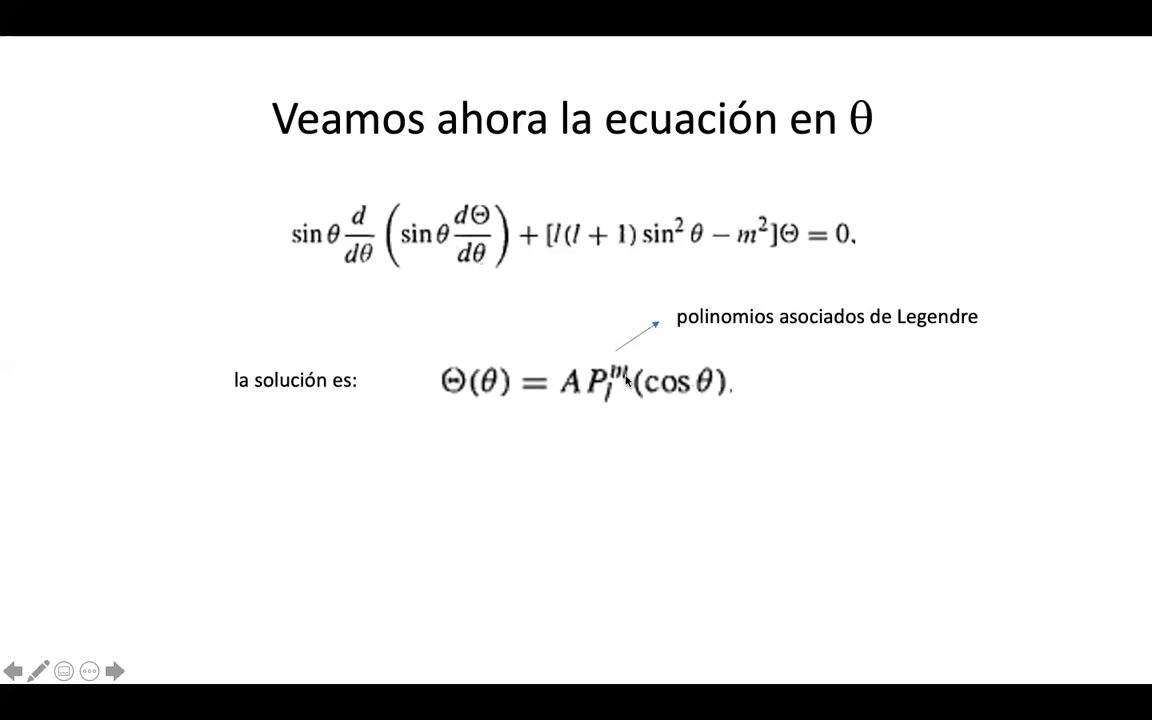 Veamos ahora la ecuación en θ
sin θ d/dθ (sin θ dΘ/dθ) + [l(l + 1) sin² θ − m²]Θ = 0,
polinomios asociados de Legendre
la solución es: Θ(θ) = A P_l^m (cos θ).